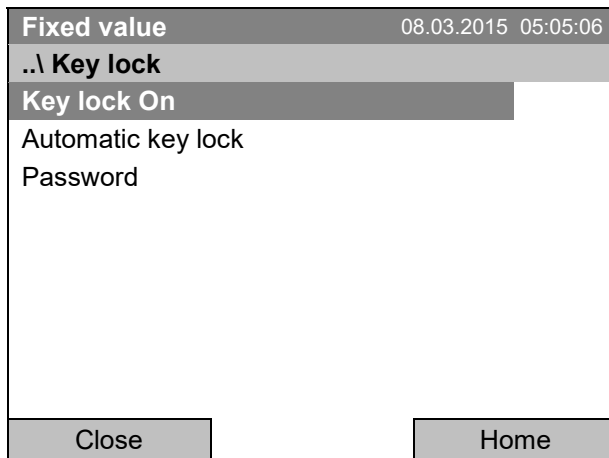 Fixed value 08.03.2015 05:05:06
..\ Key lock
Key lock On
Automatic key lock
Password
Close Home